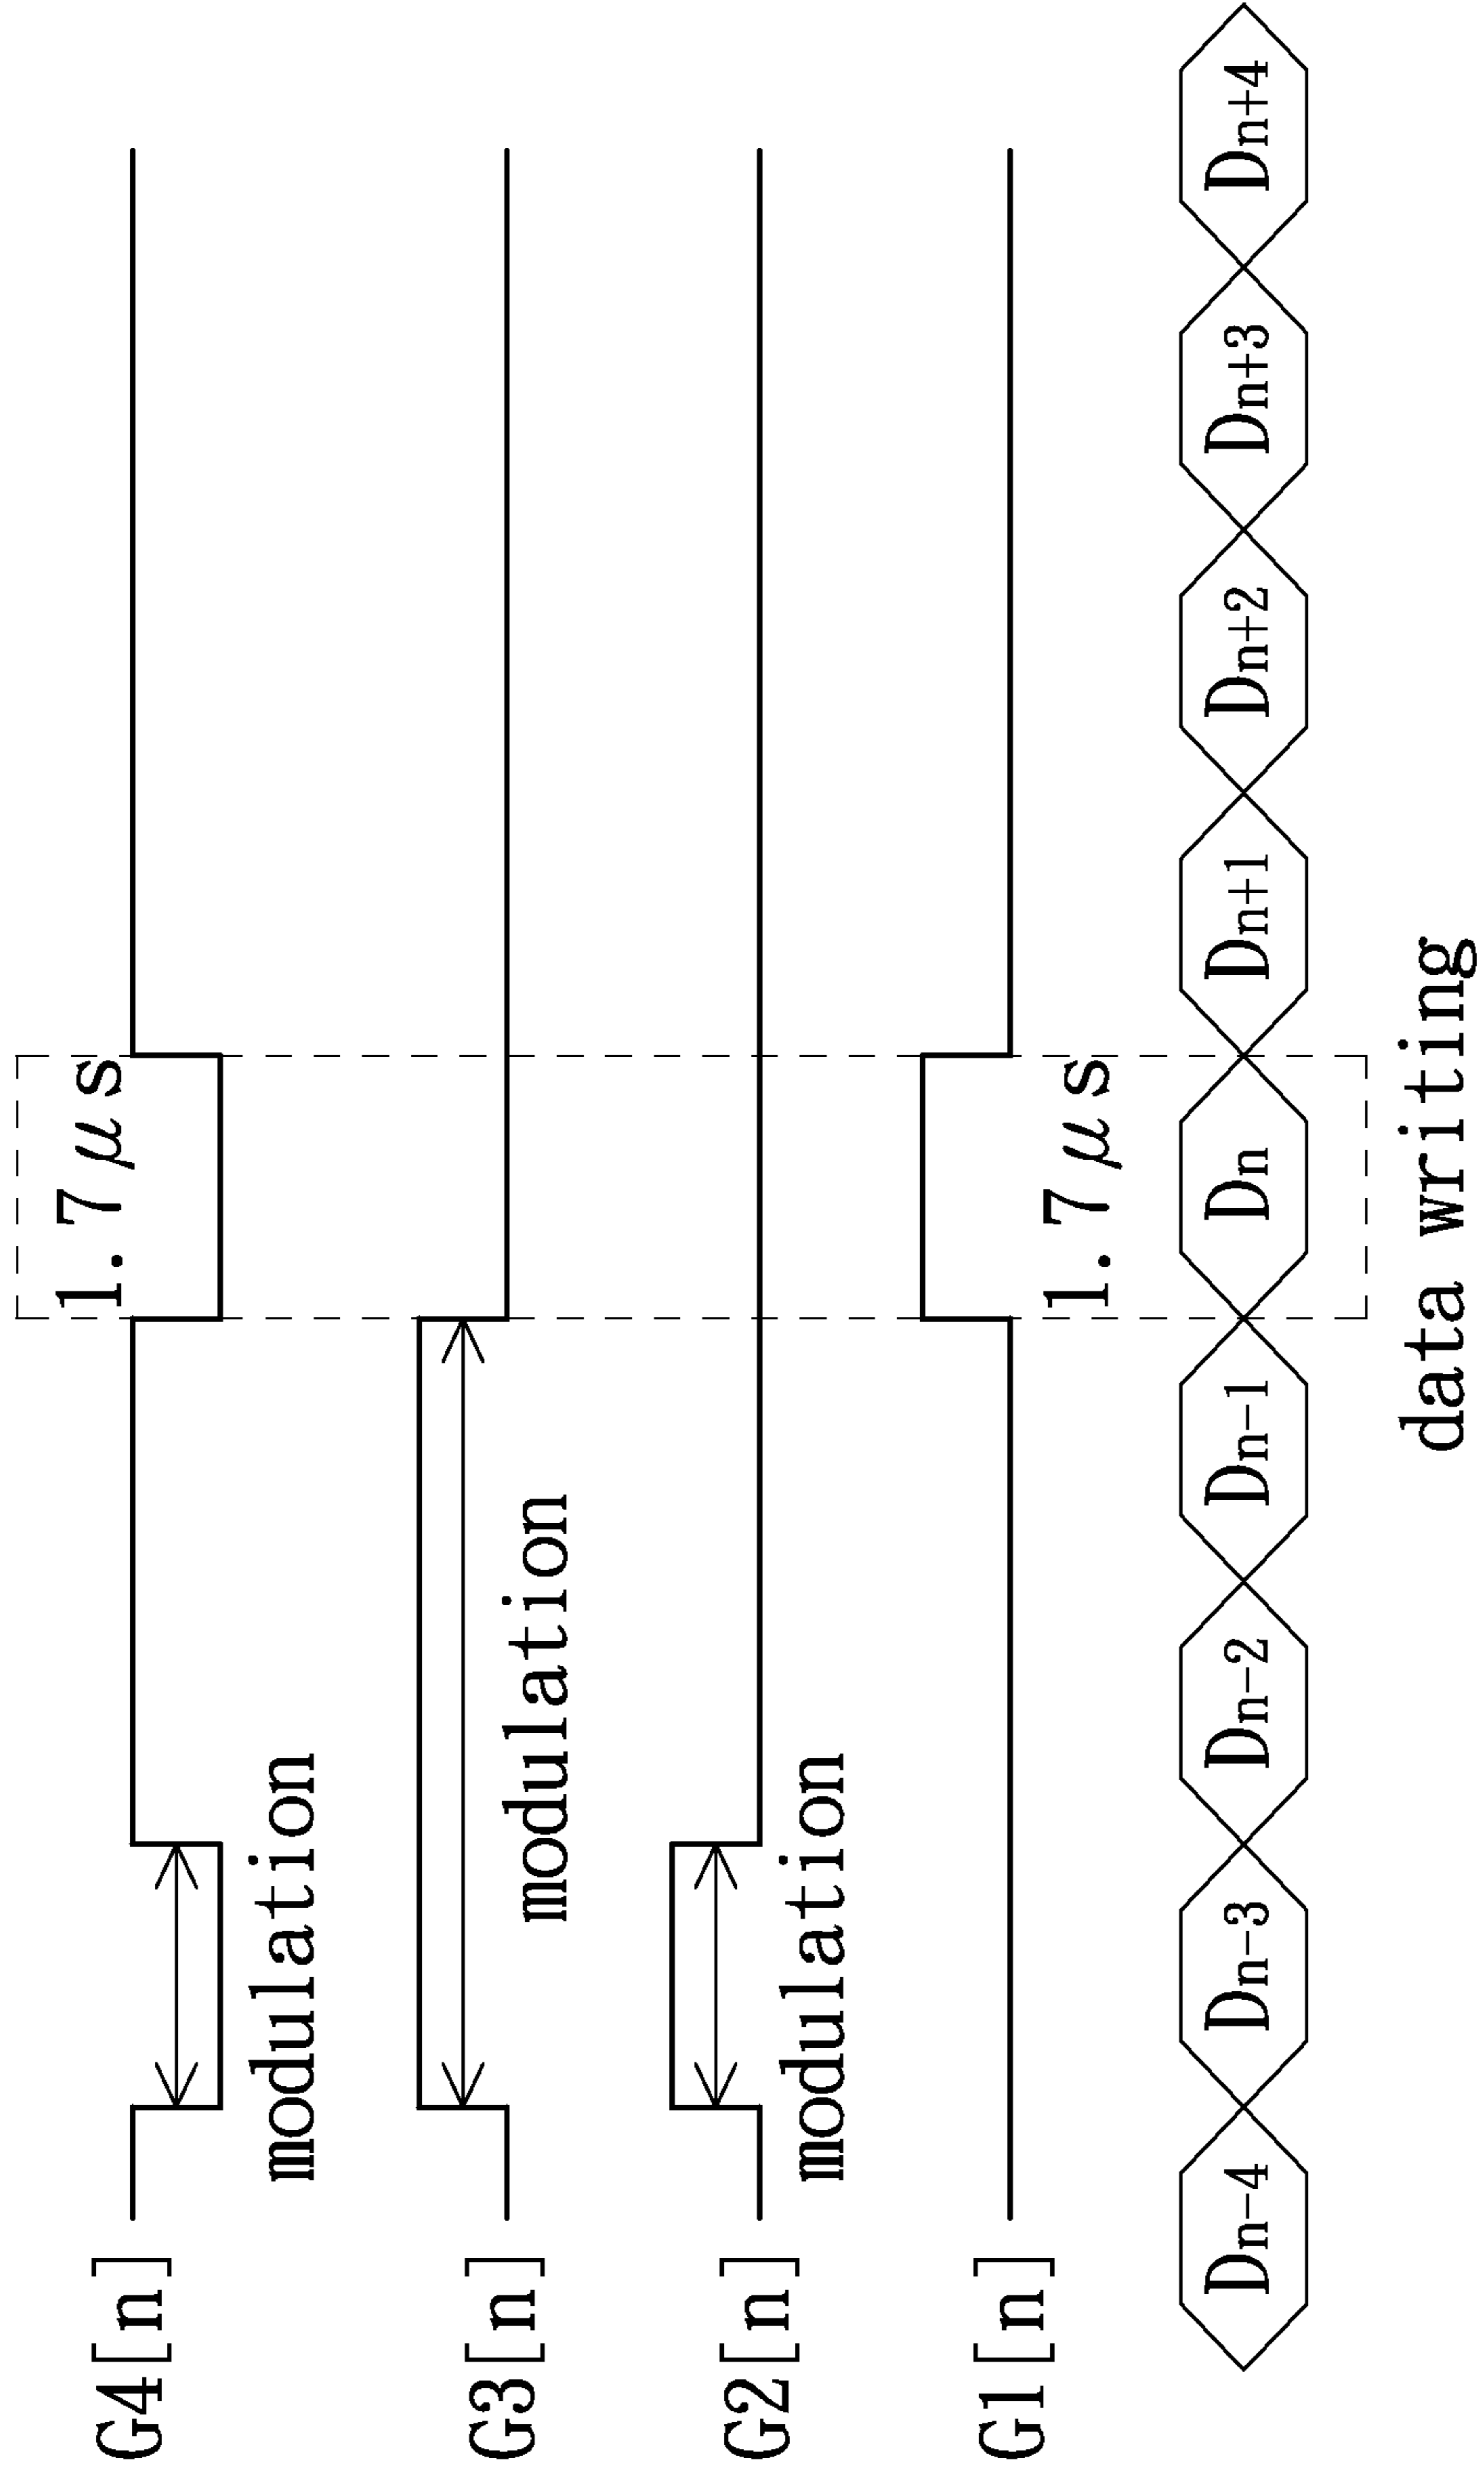 1.7μs
G4[n]
modulation
G3[n]
modulation
G2[n]
modulation
G1[n]
1.7μs
Dn-4 Dn-3 Dn-2 Dn-1 Dn Dn+1 Dn+2 Dn+3 Dn+4
data writing